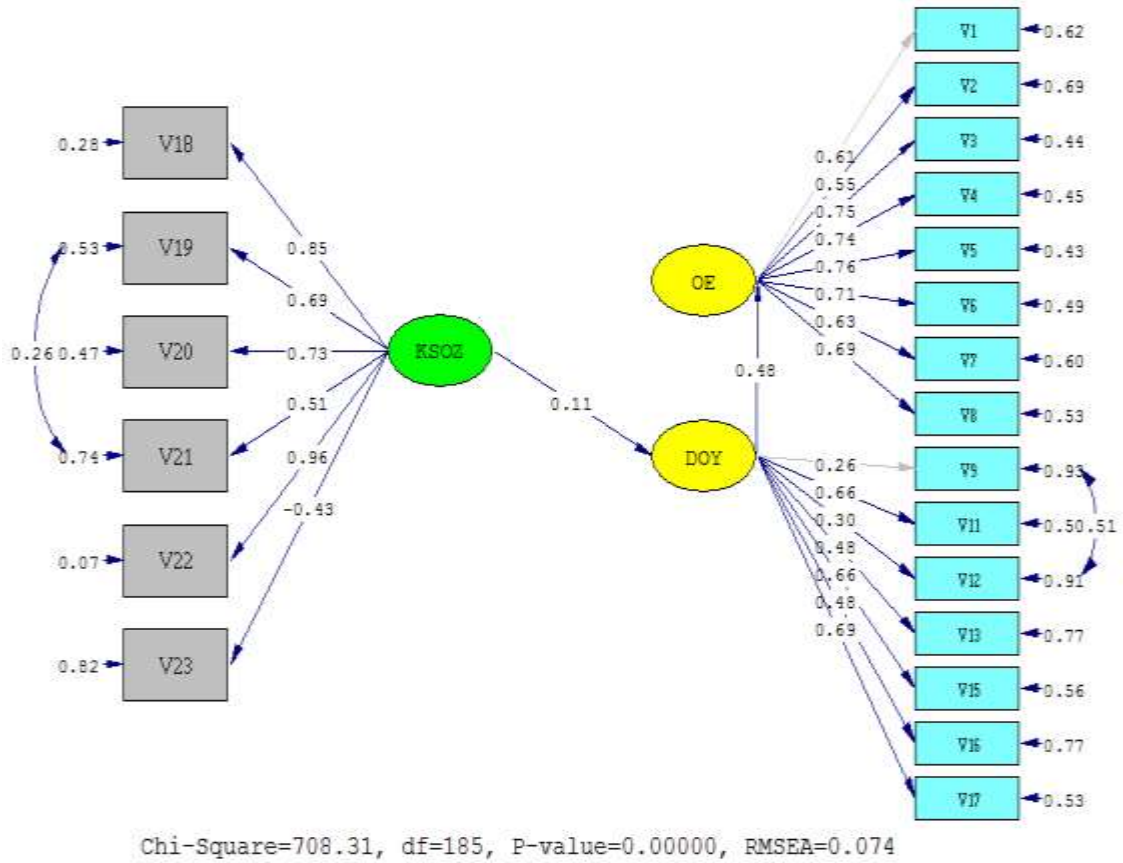 V1
0.62
V2
0.69
V3
0.44
V4
0.45
V5
0.43
V6
0.49
V7
0.60
V8
0.53
V9
0.93
V11
0.50
0.51
V12
0.91
V13
0.77
V15
0.56
V16
0.77
V17
0.53
0.61
0.55
0.75
0.74
0.76
0.71
0.63
0.69
OE
0.48
DOY
0.26
0.66
0.30
0.48
0.66
0.48
0.69
0.11
KSOZ
0.85
0.69
0.73
0.51
0.96
-0.43
0.28
V18
0.53
V19
0.26
0.47
V20
0.74
V21
0.07
V22
0.82
V23
Chi-Square=708.31, df=185, P-value=0.00000, RMSEA=0.074